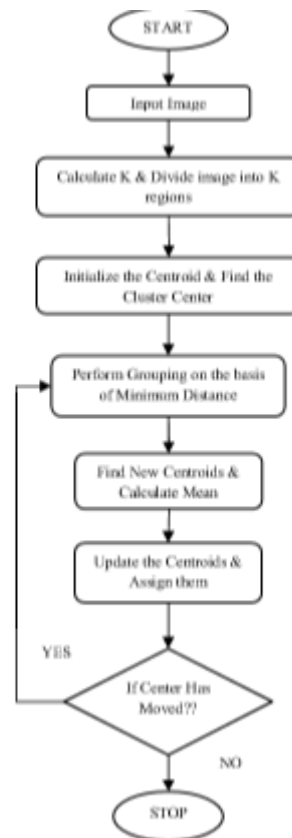 START
Input Image
Calculate K & Divide image into K
regions
Initialize the Centroid & Find the
Cluster Center
Perform Grouping on the basis
of Minimum Distance
Find New Centroids &
Calculate Mean
Update the Centroids &
Assign them
YES
If Center Has
Moved??
NO
STOP